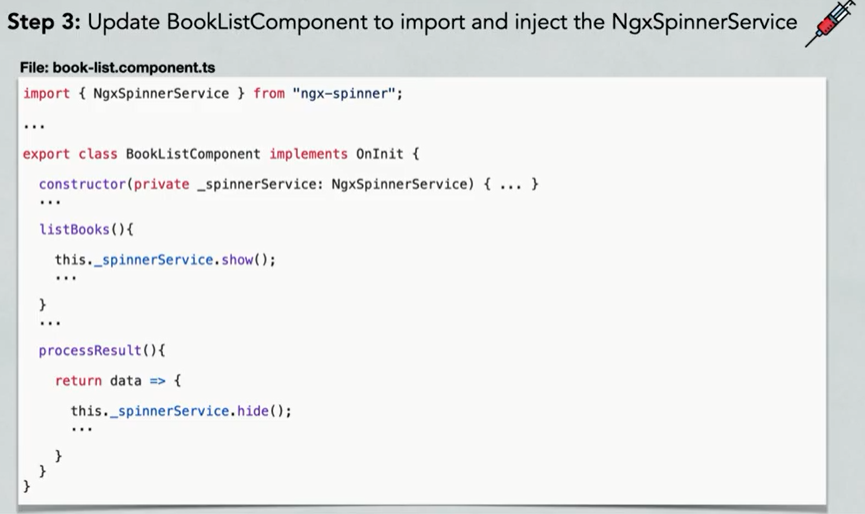 Step 3: Update BookListComponent to import and inject the NgxSpinnerService
File: book-list.component.ts
import { NgxSpinnerService } from "ngx-spinner";
...
export class BookListComponent implements OnInit {
constructor(private _spinnerService: NgxSpinnerService) { ... }
...
listBooks(){
this._spinnerService.show();
...
}
...
processResult(){
return data => {
this._spinnerService.hide();
...
}
}
}